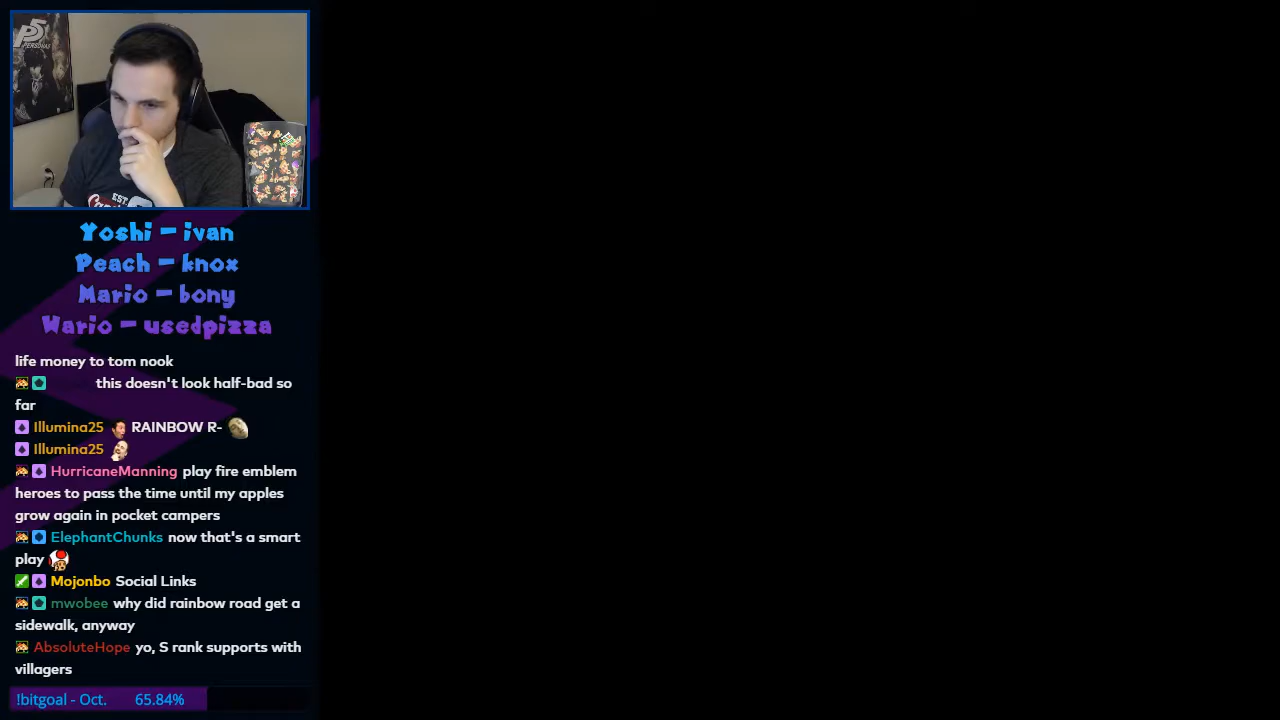 P5
PERSONA5
EST.
Yoshi - ivan
Peach - knox
Mario - bony
Wario - usedpizza
life money to tom nook
this doesn't look half-bad so
far
Illumina25 RAINBOW R-
Illumina25
HurricaneManning play fire emblem
heroes to pass the time until my apples
grow again in pocket campers
ElephantChunks now that's a smart
play
Mojonbo Social Links
mwobee why did rainbow road get a
sidewalk, anyway
AbsoluteHope yo, S rank supports with
villagers
!bitgoal - Oct. 65.84%